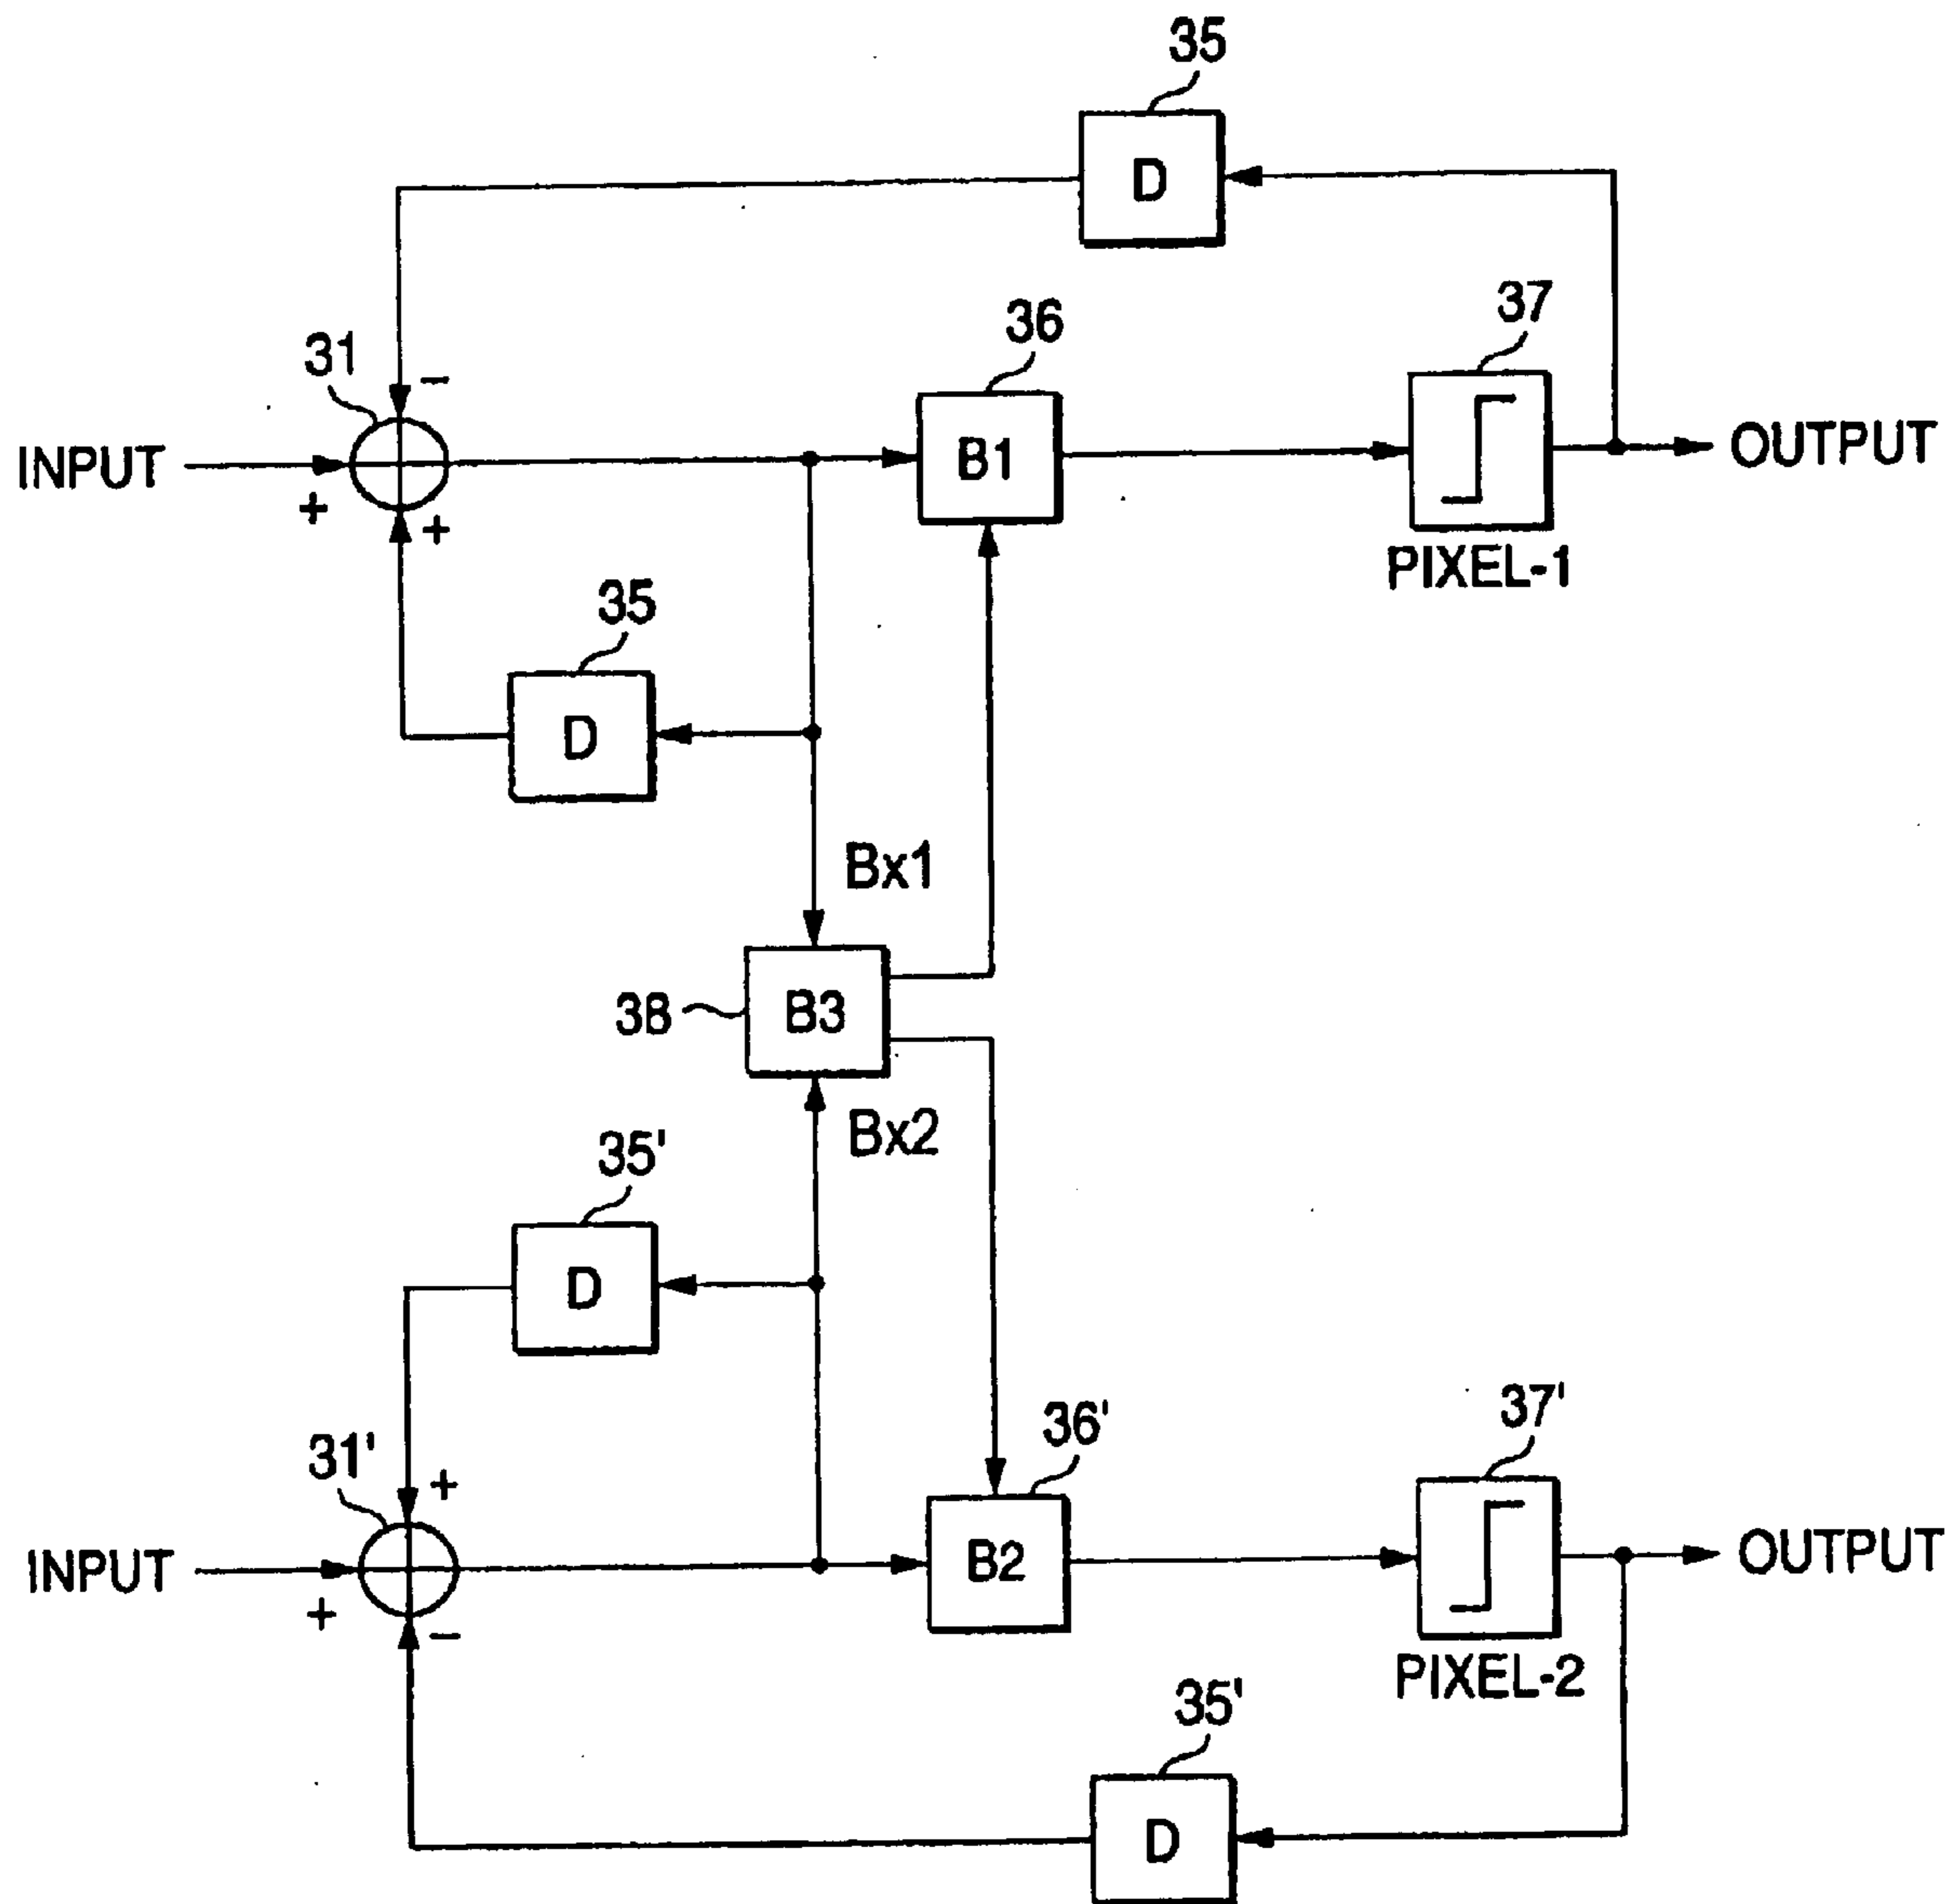 35
D
36
37
31
−
INPUT
B1
OUTPUT
+
+
PIXEL-1
35
D
Bx1
38
B3
Bx2
35'
D
36'
37'
31'
+
INPUT
B2
OUTPUT
+
−
PIXEL-2
35'
D